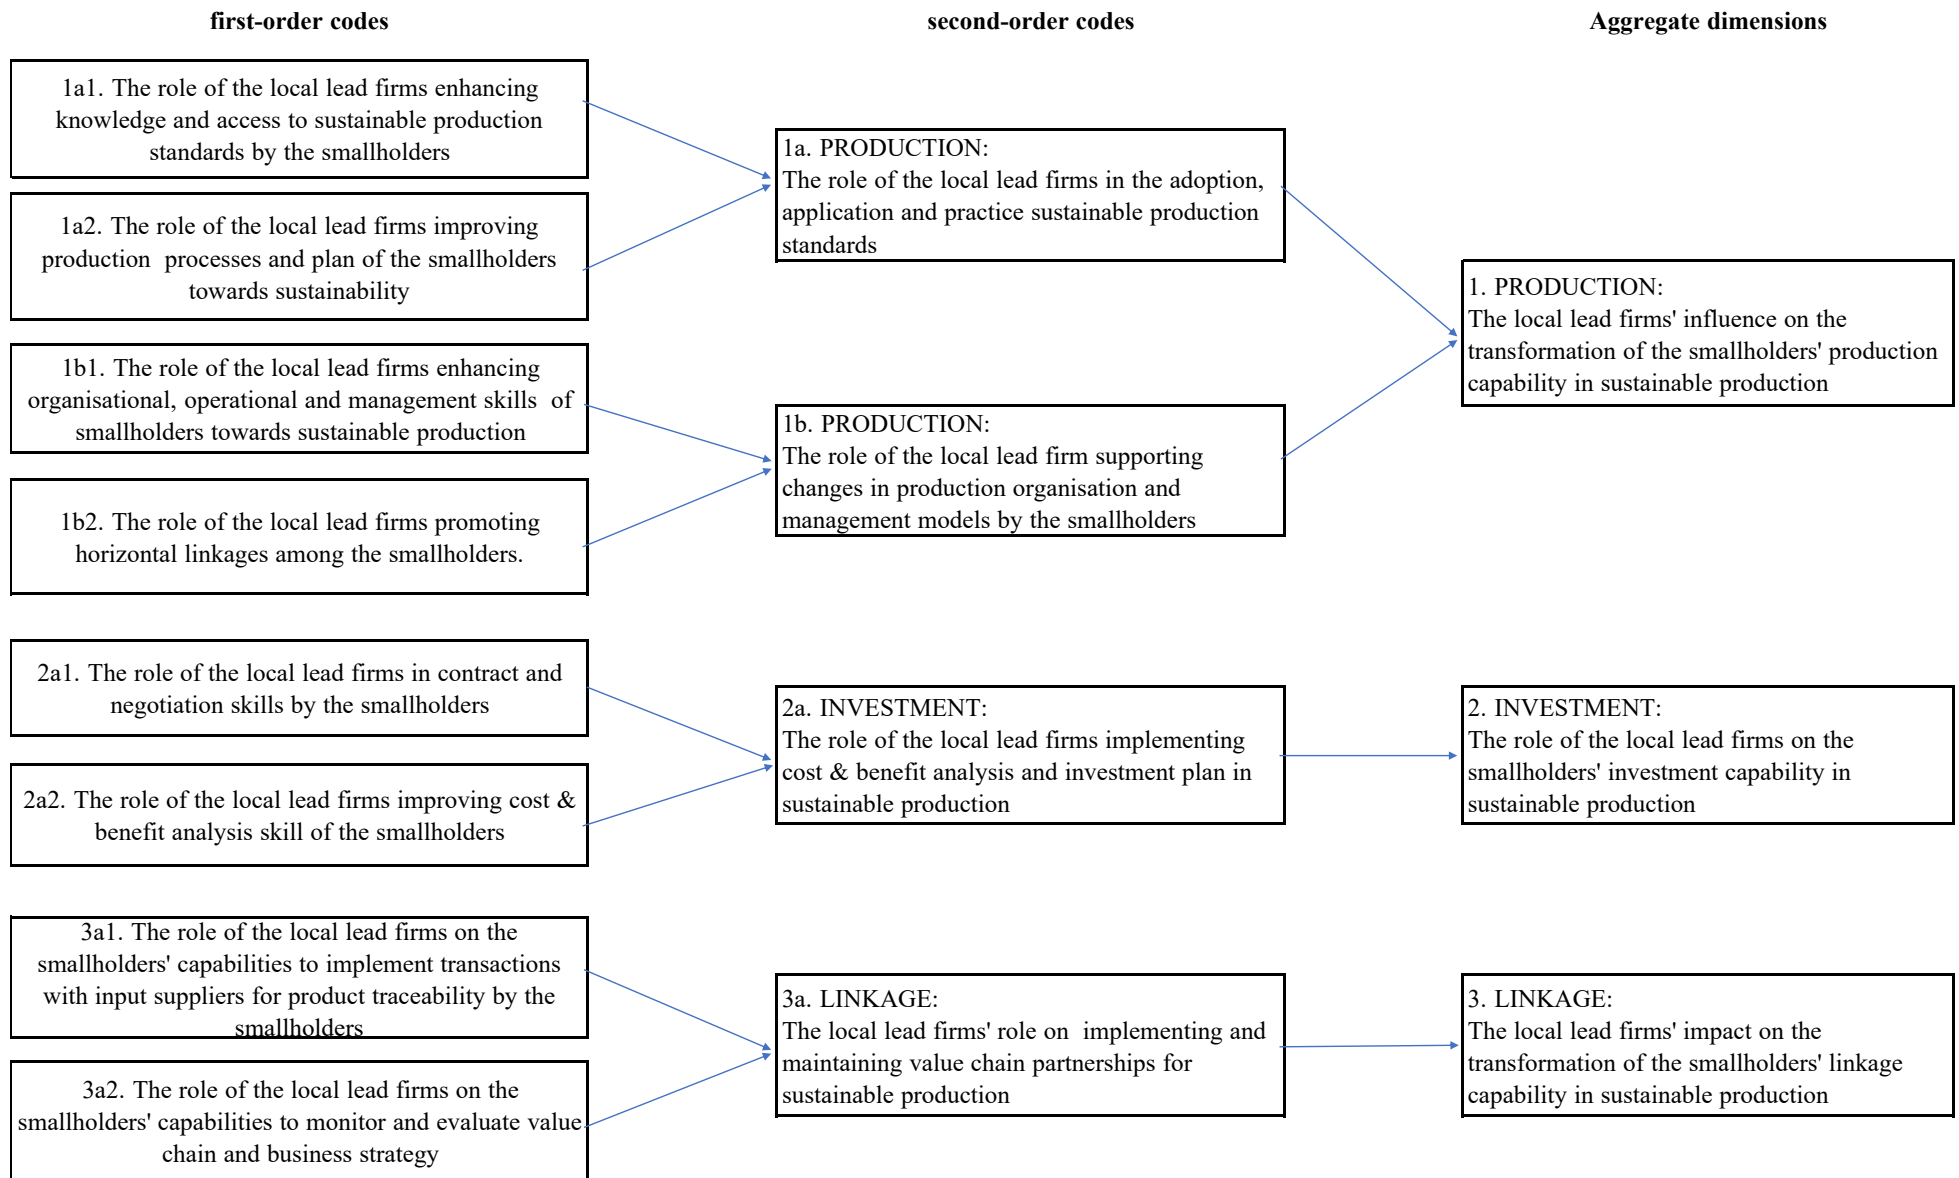 first-order codes
second-order codes
Aggregate dimensions
1a1. The role of the local lead firms enhancing
knowledge and access to sustainable production
standards by the smallholders
1a2. The role of the local lead firms improving
production  processes and plan of the smallholders
towards sustainability
1b1. The role of the local lead firms enhancing
organisational, operational and management skills  of
smallholders towards sustainable production
1b2. The role of the local lead firms promoting
horizontal linkages among the smallholders.
2a1. The role of the local lead firms in contract and
negotiation skills by the smallholders
2a2. The role of the local lead firms improving cost &
benefit analysis skill of the smallholders
3a1. The role of the local lead firms on the
smallholders' capabilities to implement transactions
with input suppliers for product traceability by the
smallholders
3a2. The role of the local lead firms on the
smallholders' capabilities to monitor and evaluate value
chain and business strategy
1a. PRODUCTION:
The role of the local lead firms in the adoption,
application and practice sustainable production
standards
1b. PRODUCTION:
The role of the local lead firm supporting
changes in production organisation and
management models by the smallholders
2a. INVESTMENT:
The role of the local lead firms implementing
cost & benefit analysis and investment plan in
sustainable production
3a. LINKAGE:
The local lead firms' role on  implementing and
maintaining value chain partnerships for
sustainable production
1. PRODUCTION:
The local lead firms' influence on the
transformation of the smallholders' production
capability in sustainable production
2. INVESTMENT:
The role of the local lead firms on the
smallholders' investment capability in
sustainable production
3. LINKAGE:
The local lead firms' impact on the
transformation of the smallholders' linkage
capability in sustainable production